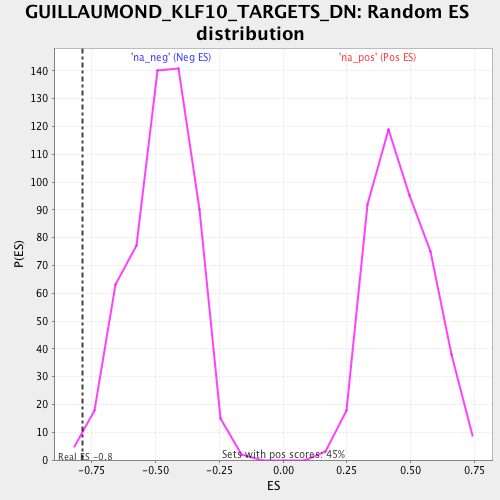 GUILLAUMOND_KLF10_TARGETS_DN: Random ES
distribution
'na_neg' (Neg ES)
'na_pos' (Pos ES)
P(ES)
140
130
120
110
100
90
80
70
60
50
40
30
20
10
0
Real ES -0.8
Sets with pos scores: 45%
-0.75 -0.50 -0.25 0.00 0.25 0.50 0.75
ES